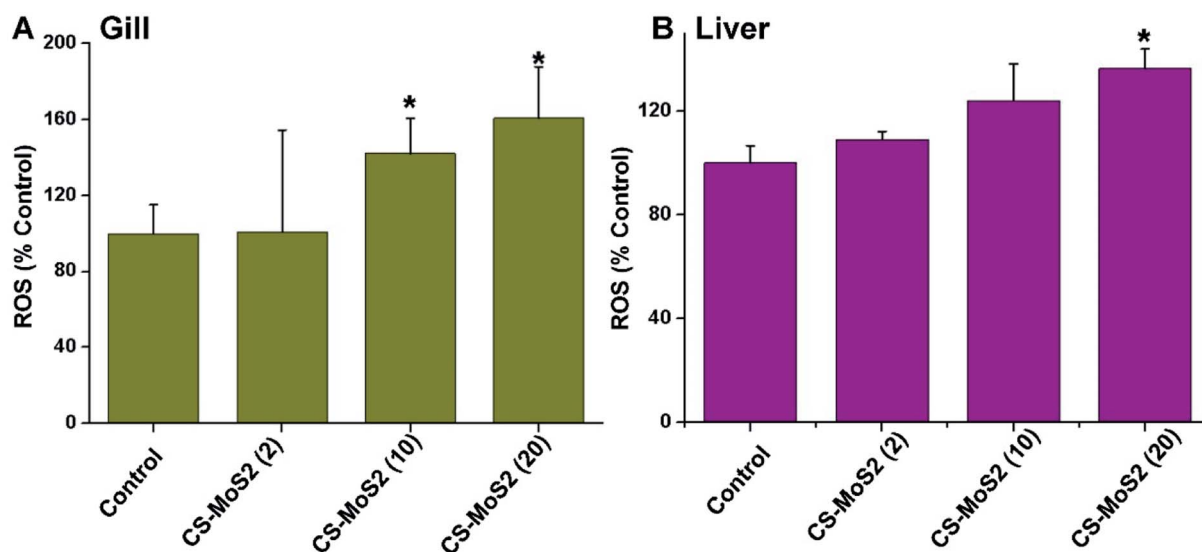 A Gill
ROS (% Control)
200
160
120
80
40
0
*
*
Control
CS-MoS2 (2)
CS-MoS2 (10)
CS-MoS2 (20)
B Liver
ROS (% Control)
120
80
40
0
*
Control
CS-MoS2 (2)
CS-MoS2 (10)
CS-MoS2 (20)